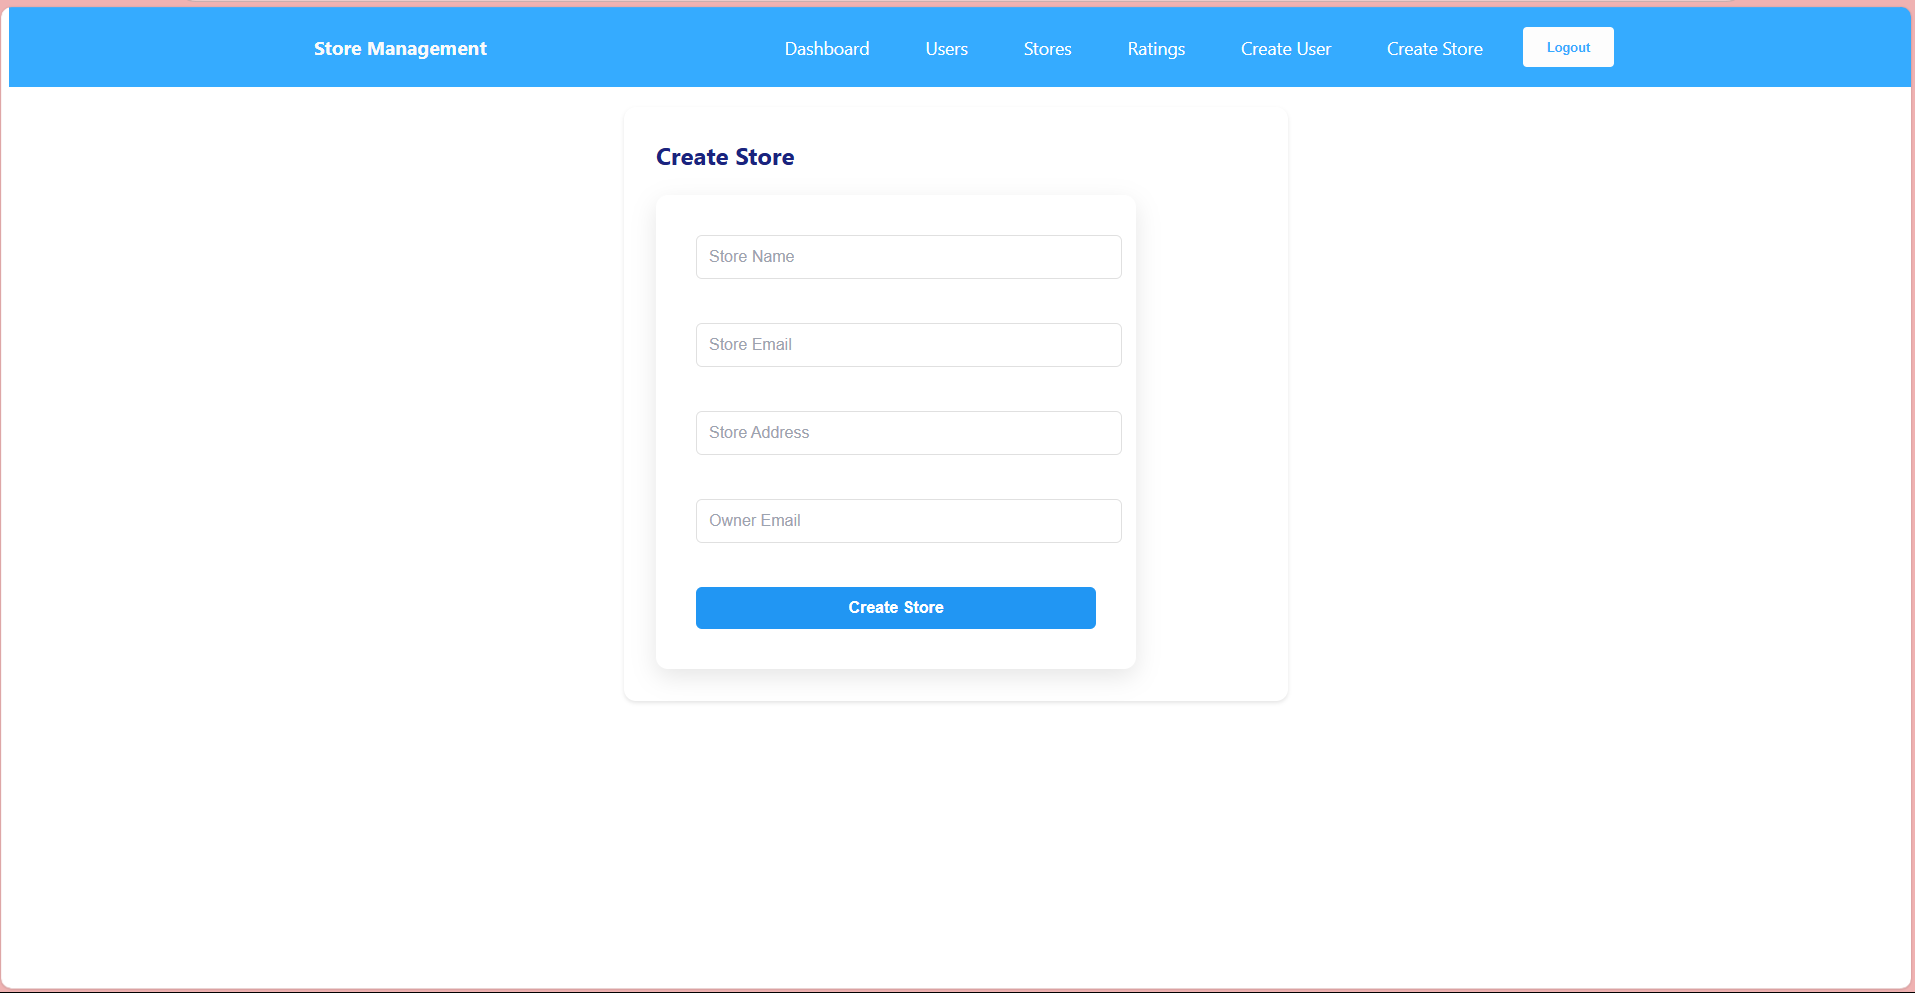 Store Management Dashboard Users Stores Ratings Create User Create Store Logout
Create Store
Store Name
Store Email
Store Address
Owner Email
Create Store